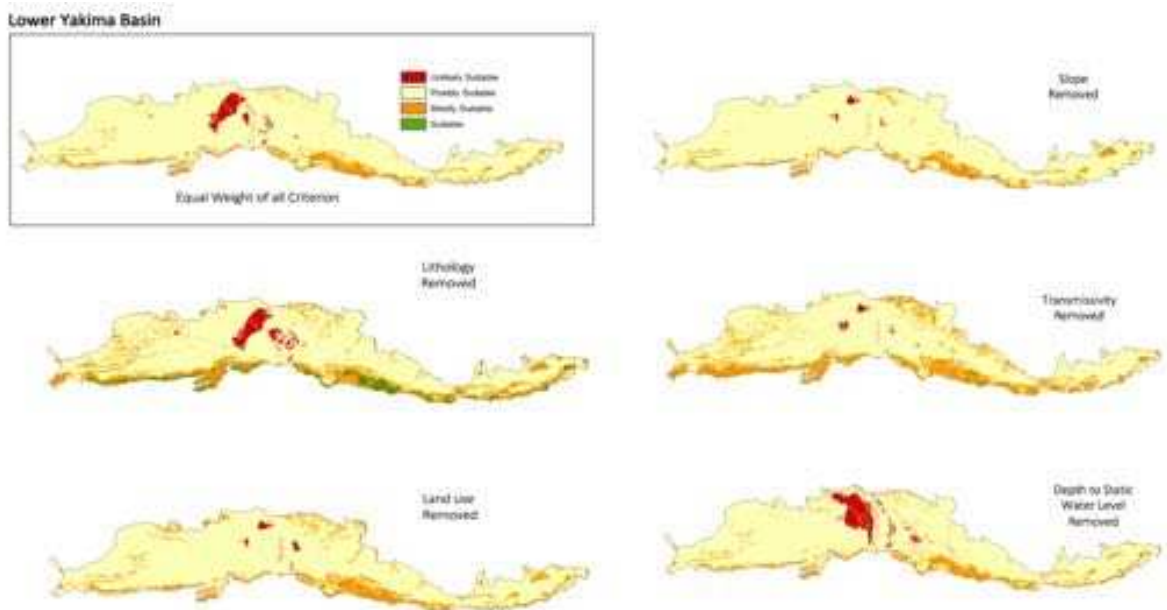 Lower Yakima Basin
Unlikely Suitable
Possibly Suitable
Mostly Suitable
Suitable
Equal Weight of all Criterion
Slope
Removed
Lithology
Removed
Transmissivity
Removed
Land Use
Removed
Depth to Static
Water Level
Removed